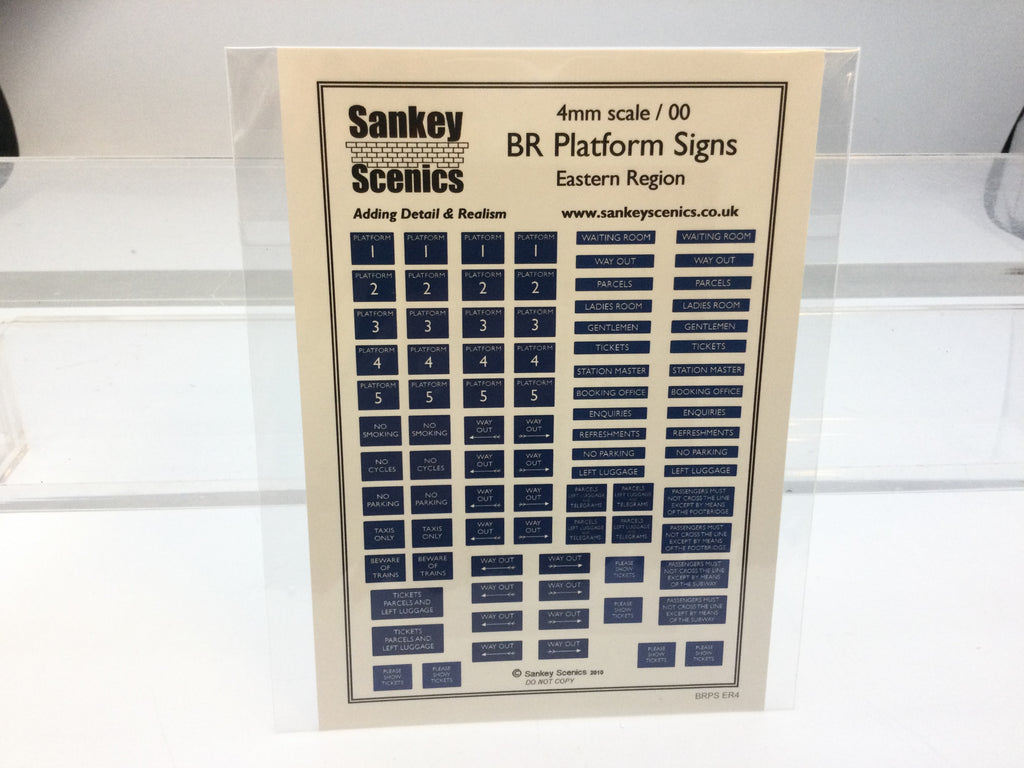 Sankey
Scenics
4mm scale / 00
BR Platform Signs
Eastern Region
Adding Detail & Realism
www.sankeyscenics.co.uk
PLATFORM 1 PLATFORM 1 PLATFORM 1 PLATFORM 1
PLATFORM 2 PLATFORM 2 PLATFORM 2 PLATFORM 2
PLATFORM 3 PLATFORM 3 PLATFORM 3 PLATFORM 3
PLATFORM 4 PLATFORM 4 PLATFORM 4 PLATFORM 4
PLATFORM 5 PLATFORM 5 PLATFORM 5 PLATFORM 5
NO SMOKING NO SMOKING WAY OUT WAY OUT
NO CYCLES NO CYCLES WAY OUT WAY OUT
NO PARKING NO PARKING WAY OUT WAY OUT
TAXIS ONLY TAXIS ONLY WAY OUT WAY OUT
BEWARE OF TRAINS BEWARE OF TRAINS
WAITING ROOM WAITING ROOM
WAY OUT WAY OUT
PARCELS PARCELS
LADIES ROOM LADIES ROOM
GENTLEMEN GENTLEMEN
TICKETS TICKETS
STATION MASTER STATION MASTER
BOOKING OFFICE BOOKING OFFICE
ENQUIRIES ENQUIRIES
REFRESHMENTS REFRESHMENTS
NO PARKING NO PARKING
LEFT LUGGAGE LEFT LUGGAGE
PARCELS PARCELS
LEFT LUGGAGE LEFT LUGGAGE
TELEGRAMS TELEGRAMS
PARCELS PARCELS
LEFT LUGGAGE LEFT LUGGAGE
TELEGRAMS TELEGRAMS
PASSENGERS MUST
NOT CROSS THE LINE
EXCEPT BY MEANS
OF THE FOOTBRIDGE
PASSENGERS MUST
NOT CROSS THE LINE
EXCEPT BY MEANS
OF THE FOOTBRIDGE
PASSENGERS MUST
NOT CROSS THE LINE
EXCEPT BY MEANS
OF THE SUBWAY
PASSENGERS MUST
NOT CROSS THE LINE
EXCEPT BY MEANS
OF THE SUBWAY
WAY OUT WAY OUT
WAY OUT WAY OUT
WAY OUT WAY OUT
WAY OUT WAY OUT
PLEASE SHOW TICKETS
PLEASE SHOW TICKETS
TICKETS
PARCELS AND
LEFT LUGGAGE
TICKETS
PARCELS AND
LEFT LUGGAGE
PLEASE SHOW TICKETS PLEASE SHOW TICKETS
PLEASE SHOW TICKETS PLEASE SHOW TICKETS
© Sankey Scenics 2010
DO NOT COPY
BRPS ER4